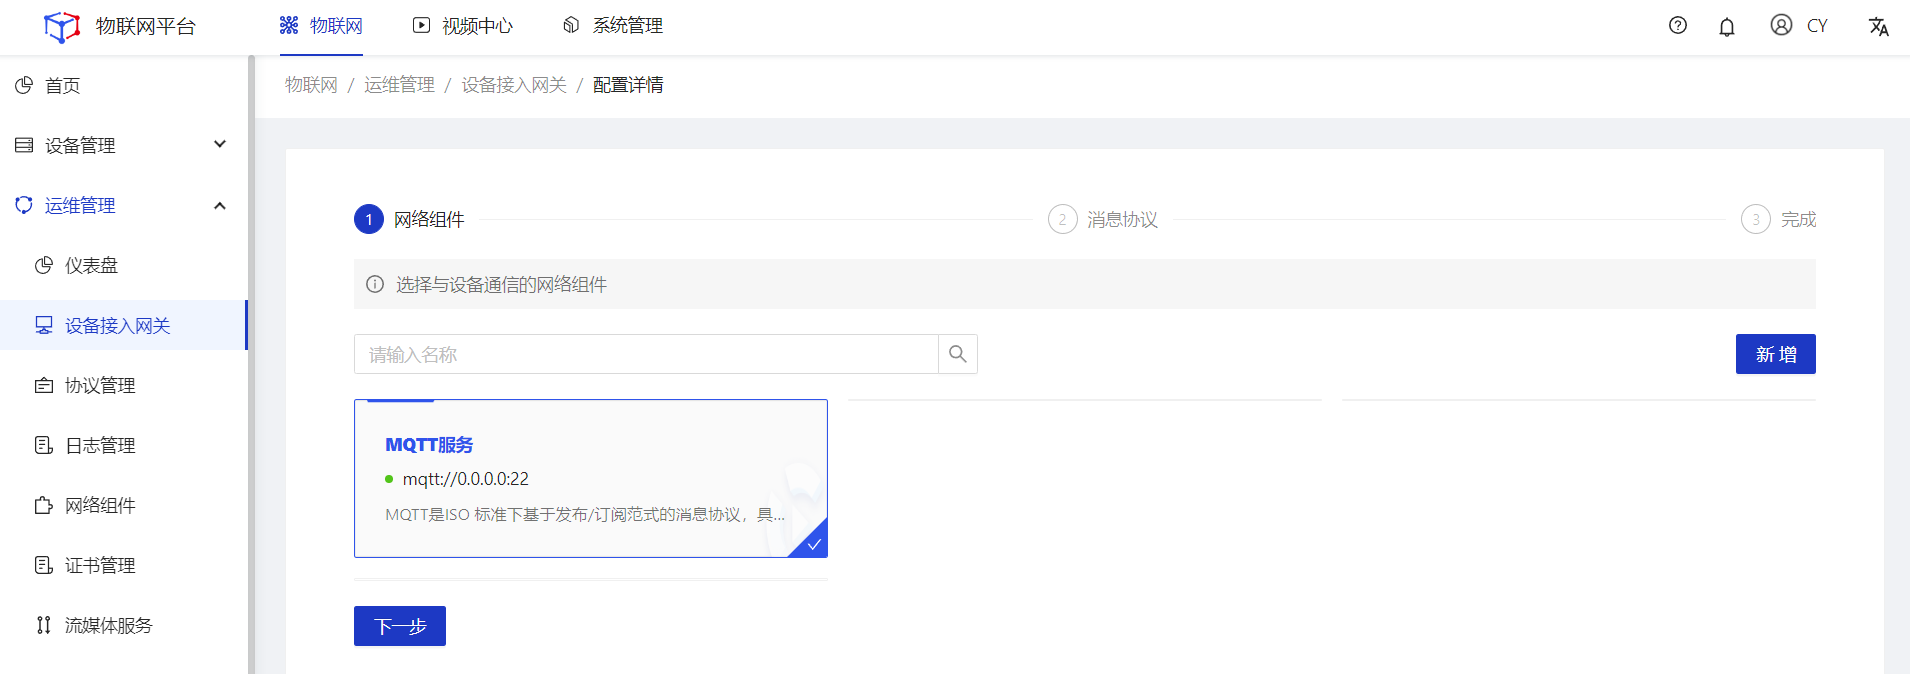 物联网平台
物联网
视频中心
系统管理
CY
首页
设备管理
运维管理
仪表盘
设备接入网关
协议管理
日志管理
网络组件
证书管理
流媒体服务
物联网 / 运维管理 / 设备接入网关 / 配置详情
1 网络组件
2 消息协议
3 完成
选择与设备通信的网络组件
请输入名称
新 增
MQTT服务
mqtt://0.0.0.0:22
MQTT是ISO 标准下基于发布/订阅范式的消息协议，具...
下一步